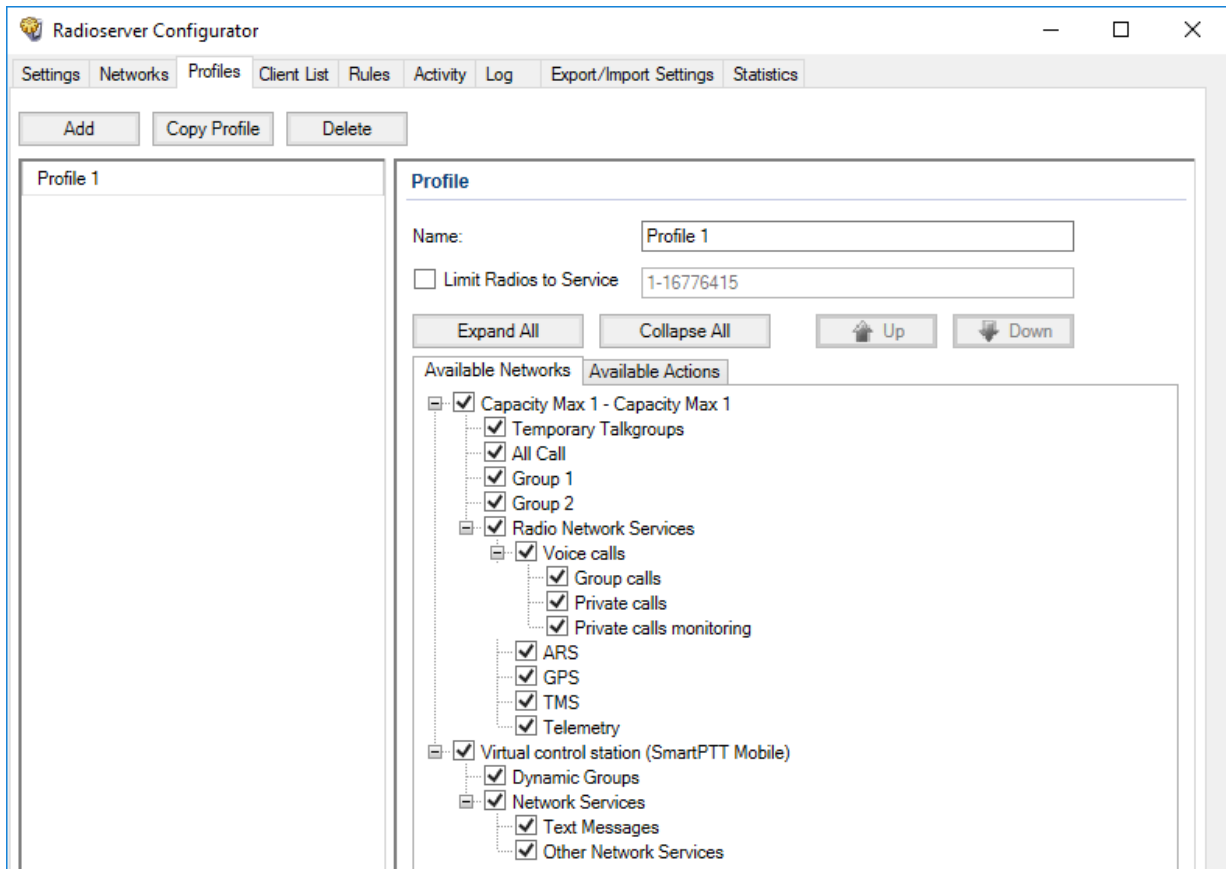 Radioserver Configurator
Settings Networks Profiles Client List Rules Activity Log Export/Import Settings Statistics
Add Copy Profile Delete
Profile 1
Profile
Name: Profile 1
Limit Radios to Service 1-16776415
Expand All Collapse All Up Down
Available Networks Available Actions
Capacity Max 1 - Capacity Max 1
Temporary Talkgroups
All Call
Group 1
Group 2
Radio Network Services
Voice calls
Group calls
Private calls
Private calls monitoring
ARS
GPS
TMS
Telemetry
Virtual control station (SmartPTT Mobile)
Dynamic Groups
Network Services
Text Messages
Other Network Services